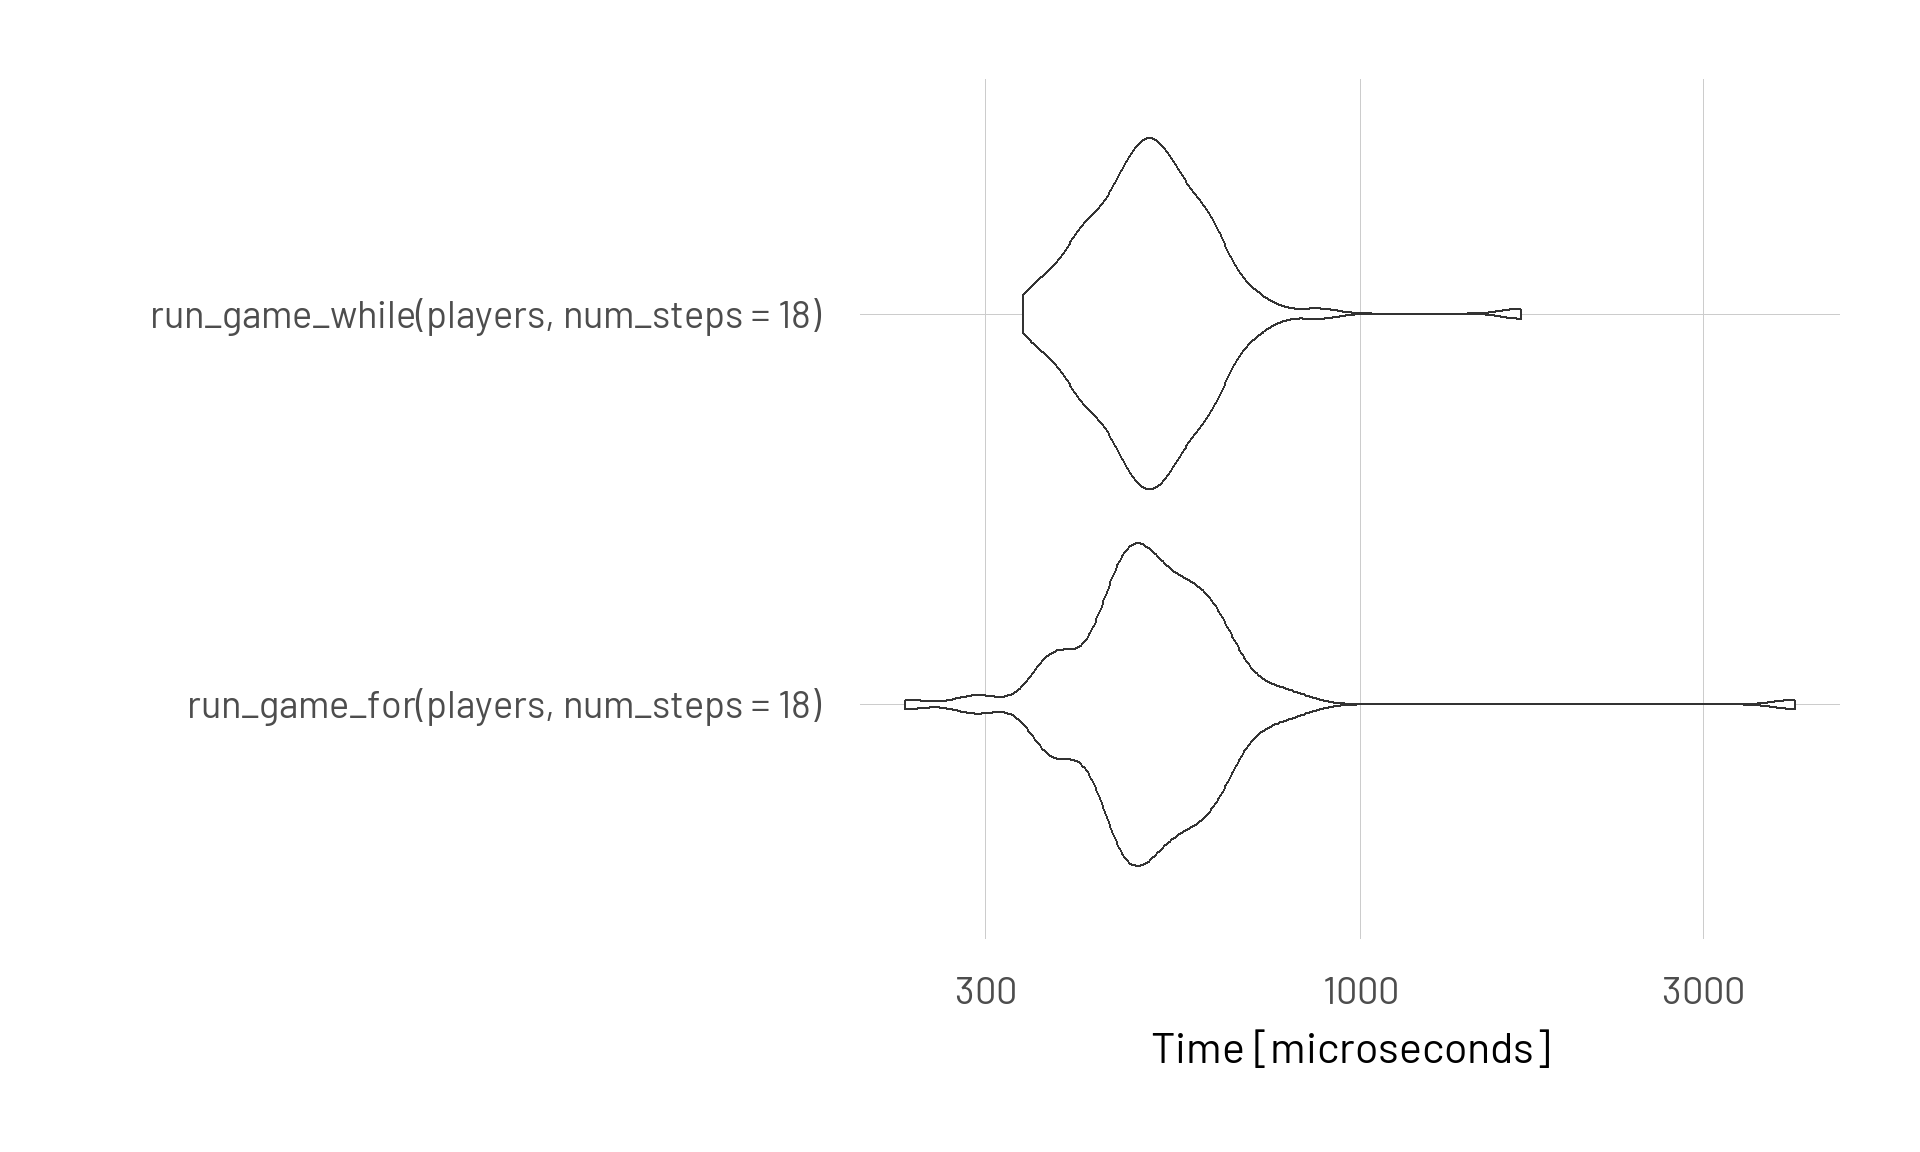 run_game_while(players, num_steps = 18)
run_game_for(players, num_steps = 18)
300 1000 3000
Time [microseconds]